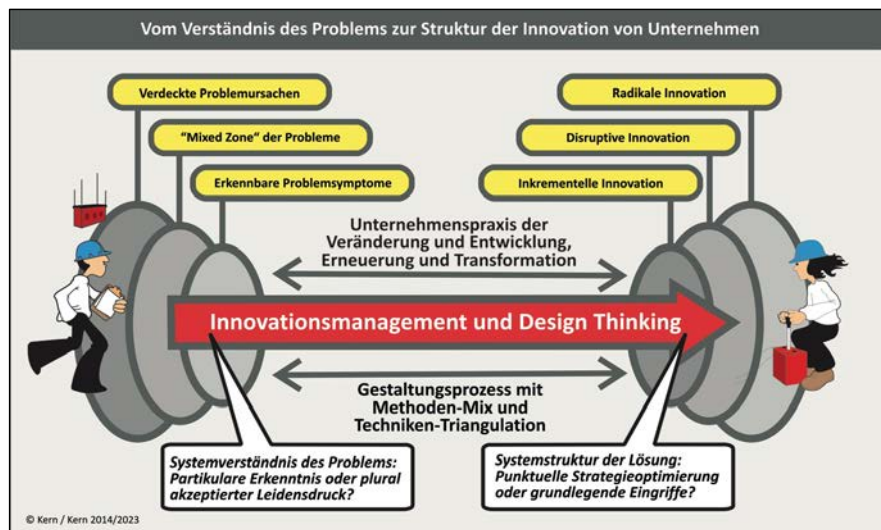 Vom Verständnis des Problems zur Struktur der Innovation von Unternehmen
Verdeckte Problemursachen
"Mixed Zone“ der Probleme
Erkennbare Problemsymptome
Radikale Innovation
Disruptive Innovation
Inkrementelle Innovation
Unternehmenspraxis der
Veränderung und Entwicklung,
Erneuerung und Transformation
Innovationsmanagement und Design Thinking
Gestaltungsprozess mit
Methoden-Mix und
Techniken-Triangulation
Systemverständnis des Problems:
Partikulare Erkenntnis oder plural
akzeptierter Leidensdruck?
Systemstruktur der Lösung:
Punktuelle Strategieoptimierung
oder grundlegende Eingriffe?
© Kern / Kern 2014/2023